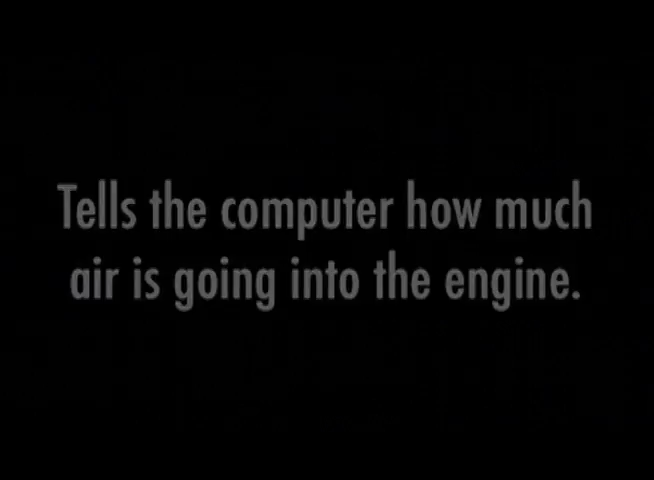 Tells the computer how much
air is going into the engine.